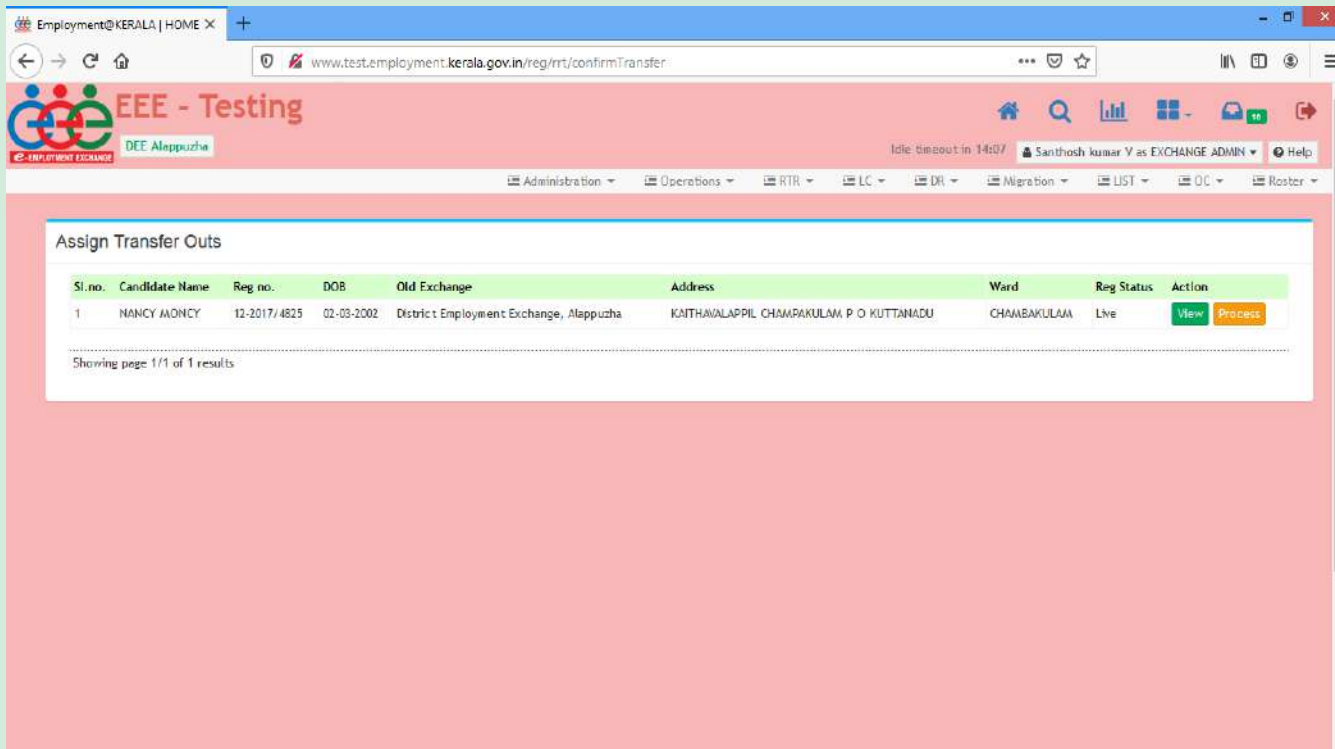 Employment@KERALA | HOME
www.test.employment.kerala.gov.in/reg/rrt/confirmTransfer
EEE - Testing
e-EMPLOYMENT EXCHANGE
DEE Alappuzha
10
Idle timeout in 14:07
Santhosh kumar V as EXCHANGE ADMIN
Help
Administration Operations RTR LC DR Migration LIST OC Roster
Assign Transfer Outs
Sl.no. Candidate Name Reg no. DOB Old Exchange Address Ward Reg Status Action
1 NANCY MONCY 12-2017/4825 02-03-2002 District Employment Exchange, Alappuzha KAITHAVALAPPIL CHAMPAKULAM P O KUTTANADU CHAMBAKULAM Live View Process
Showing page 1/1 of 1 results